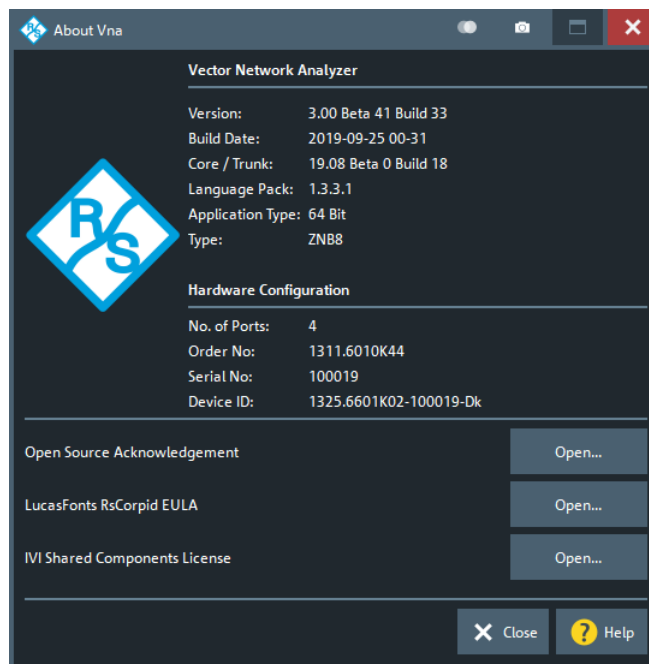 About Vna
Vector Network Analyzer
Version: 3.00 Beta 41 Build 33
Build Date: 2019-09-25 00-31
Core / Trunk: 19.08 Beta 0 Build 18
Language Pack: 1.3.3.1
Application Type: 64 Bit
Type: ZNB8
R S
Hardware Configuration
No. of Ports: 4
Order No: 1311.6010K44
Serial No: 100019
Device ID: 1325.6601K02-100019-Dk
Open Source Acknowledgement Open...
LucasFonts RsCorpid EULA Open...
IVI Shared Components License Open...
Close ? Help